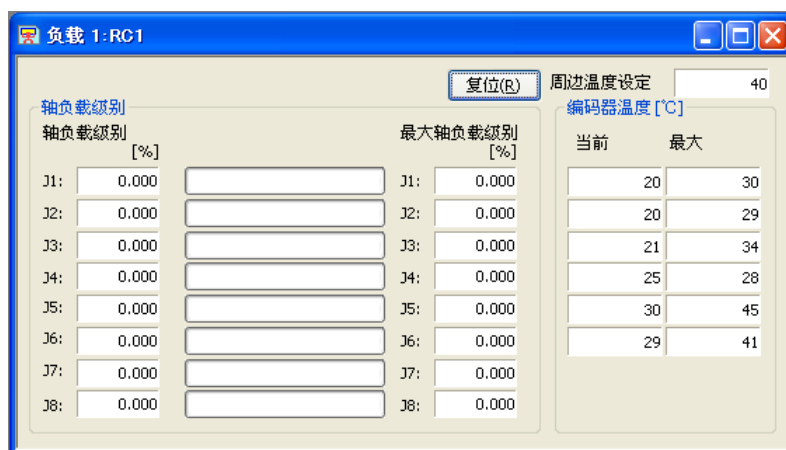 负载 1:RC1
复位(R) 周边温度设定 40
轴负载级别 编码器温度[℃]
轴负载级别 最大轴负载级别
[%] [%] 当前 最大
J1: 0.000 J1: 0.000 20 30
J2: 0.000 J2: 0.000 20 29
J3: 0.000 J3: 0.000 21 34
J4: 0.000 J4: 0.000 25 28
J5: 0.000 J5: 0.000 30 45
J6: 0.000 J6: 0.000 29 41
J7: 0.000 J7: 0.000
J8: 0.000 J8: 0.000